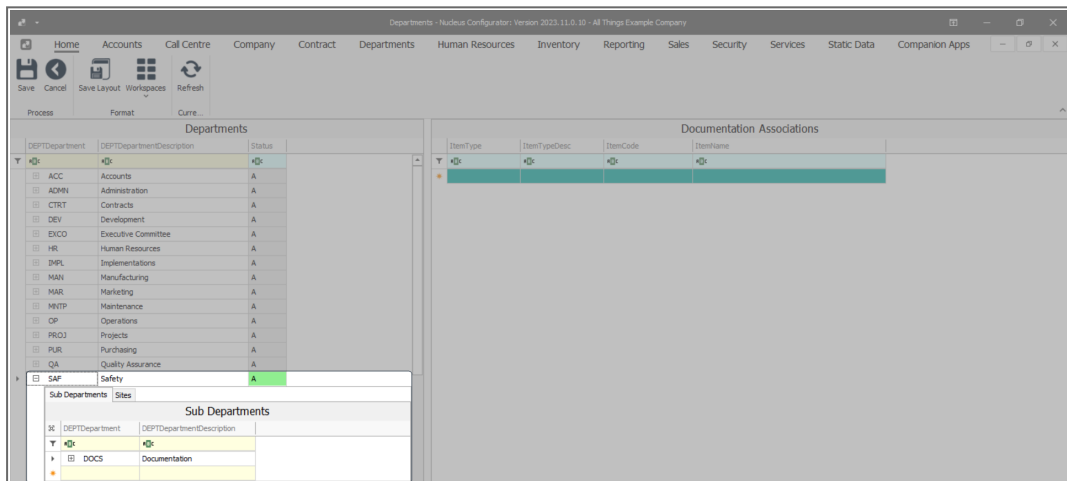 Departments - Nucleus Configurator: Version 2023.11.0.10 - All Things Example Company
Home Accounts Call Centre Company Contract Departments Human Resources Inventory Reporting Sales Security Services Static Data Companion Apps
Save Cancel Save Layout Workspaces Refresh
Process Format Curre...
Departments
DEPTDepartment DEPTDepartmentDescription Status
ACC Accounts A
ADMN Administration A
CTRT Contracts A
DEV Development A
EXCO Executive Committee A
HR Human Resources A
IMPL Implementations A
MAN Manufacturing A
MAR Marketing A
MNTP Maintenance A
OP Operations A
PROJ Projects A
PUR Purchasing A
QA Quality Assurance A
SAF Safety A
Sub Departments Sites
Sub Departments
DEPTDepartment DEPTDepartmentDescription
DOCS Documentation
Documentation Associations
ItemType ItemTypeDesc ItemCode ItemName